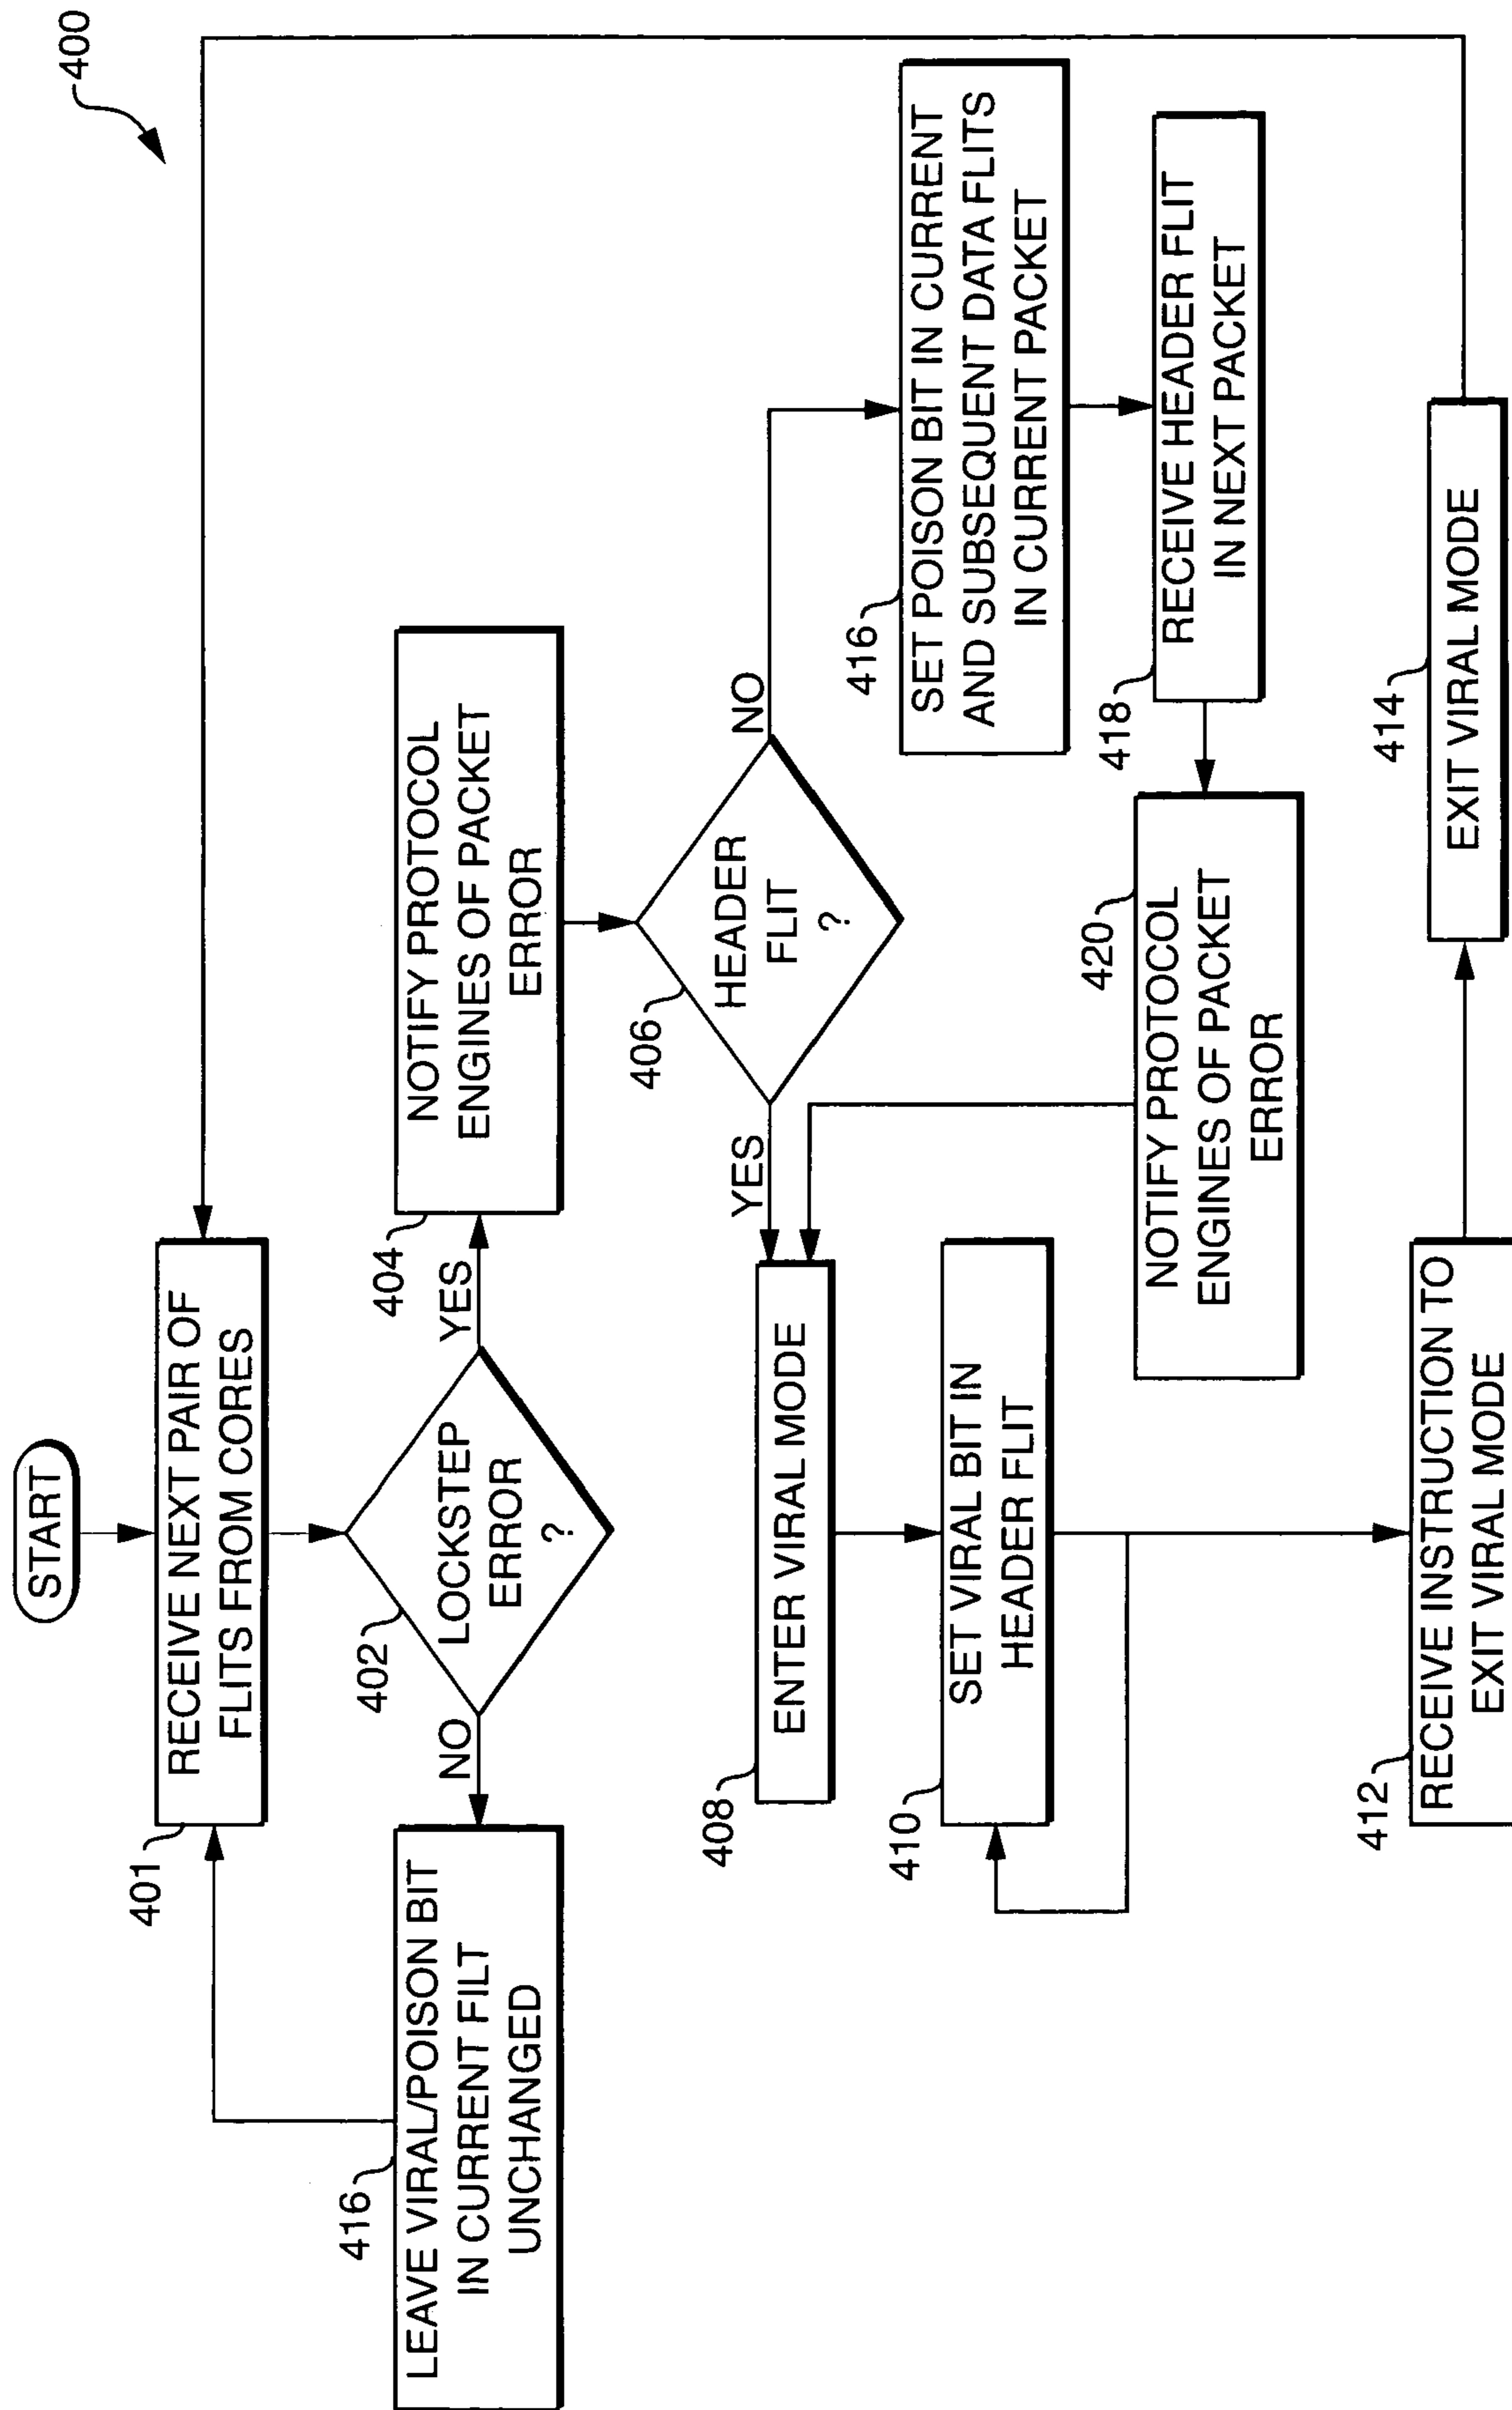 400
START
401
RECEIVE NEXT PAIR OF
FLITS FROM CORES
416
LEAVE VIRAL/POISON BIT
IN CURRENT FILT
UNCHANGED
NO
402
LOCKSTEP
ERROR
?
YES
404
NOTIFY PROTOCOL
ENGINES OF PACKET
ERROR
406
HEADER
FLIT
?
YES
NO
408
ENTER VIRAL MODE
416
SET POISON BIT IN CURRENT
AND SUBSEQUENT DATA FLITS
IN CURRENT PACKET
410
SET VIRAL BIT IN
HEADER FLIT
418
RECEIVE HEADER FLIT
IN NEXT PACKET
420
NOTIFY PROTOCOL
ENGINES OF PACKET
ERROR
412
RECEIVE INSTRUCTION TO
EXIT VIRAL MODE
414
EXIT VIRAL MODE